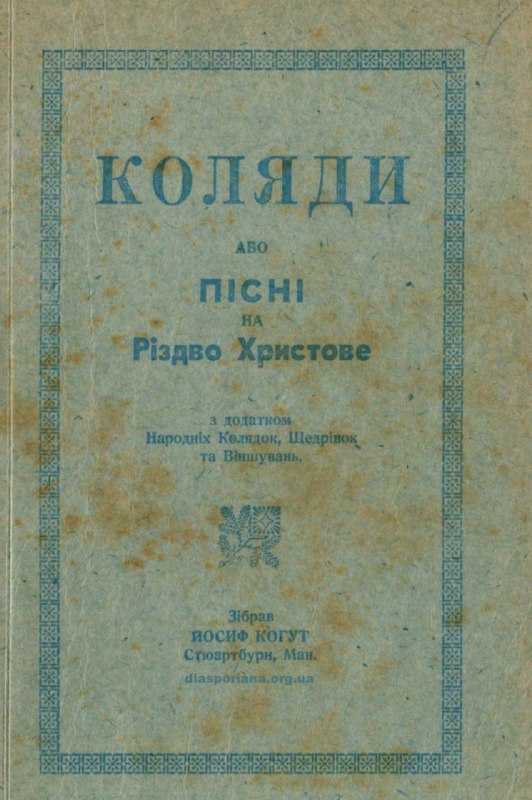 КОЛЯДИ
АБО
ПІСНІ
НА
Різдво Христове
з додатком
Народніх Колядок, Щедрівок
та Віншувань.
Зібрав
ЙОСИФ КОГУТ
Стюартбурн, Ман.
diasporiana.org.ua